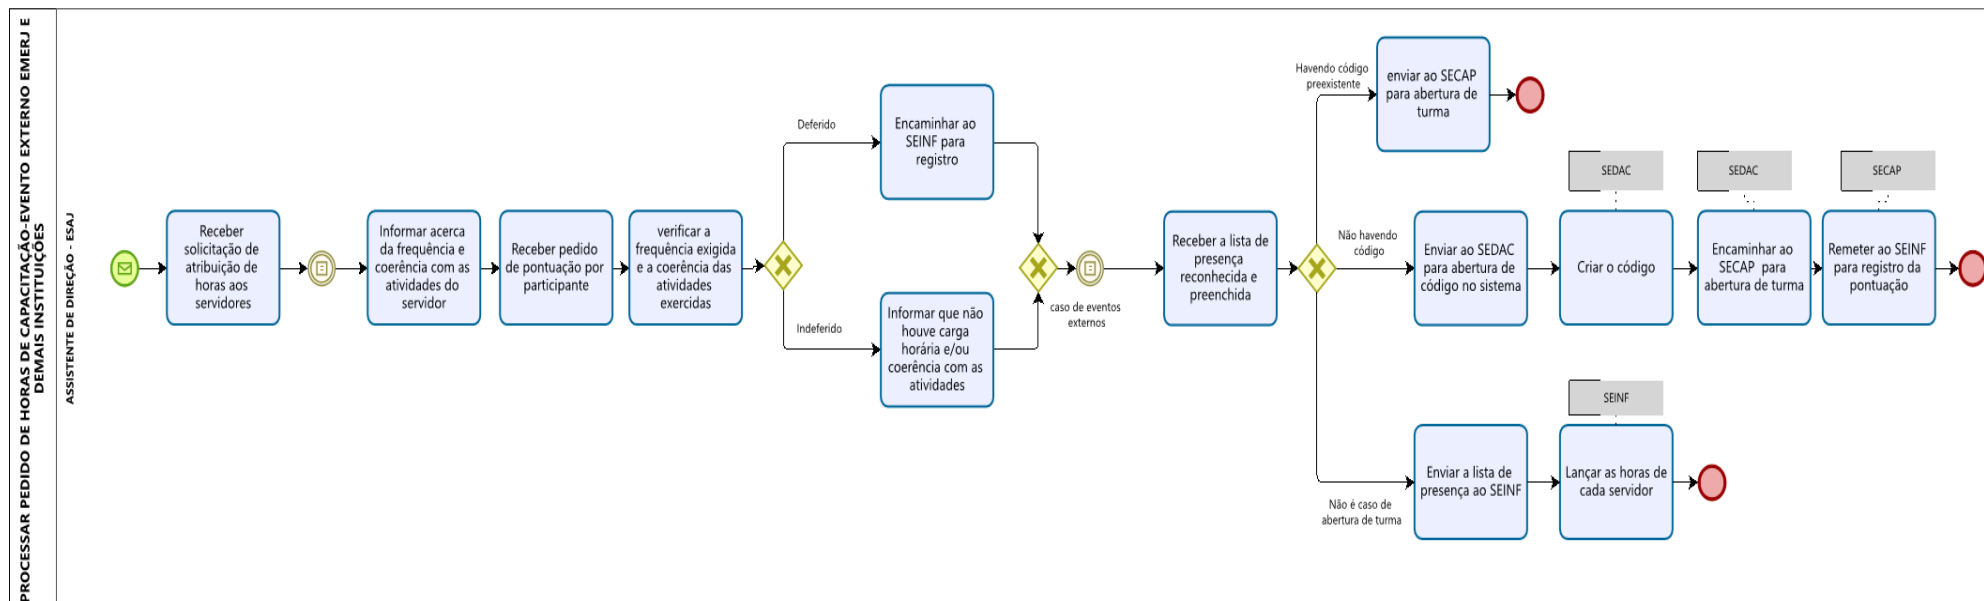 PROCESSAR PEDIDO DE HORAS DE CAPACITAÇÃO-EVENTO EXTERNO EMERJ E
DEMAIS INSTITUIÇÕES
ASSISTENTE DE DIREÇÃO - ESAJ
Receber
solicitação de
atribuição de
horas aos
servidores
Informar acerca
da frequência e
coerência com as
atividades do
servidor
Receber pedido
de pontuação por
participante
verificar a
frequência exigida
e a coerência das
atividades
exercidas
Deferido
Encaminhar ao
SEINF para
registro
Indeferido
Informar que não
houve carga
horária e/ou
coerência com as
atividades
caso de eventos
externos
Receber a lista de
presença
reconhecida e
preenchida
Havendo código
preexistente
enviar ao SECAP
para abertura de
turma
Não havendo
código
Enviar ao SEDAC
para abertura de
código no sistema
SEDAC
Criar o código
SEDAC
Encaminhar ao
SECAP para
abertura de turma
SECAP
Remeter ao SEINF
para registro da
pontuação
Não é caso de
abertura de turma
Enviar a lista de
presença ao SEINF
SEINF
Lançar as horas de
cada servidor